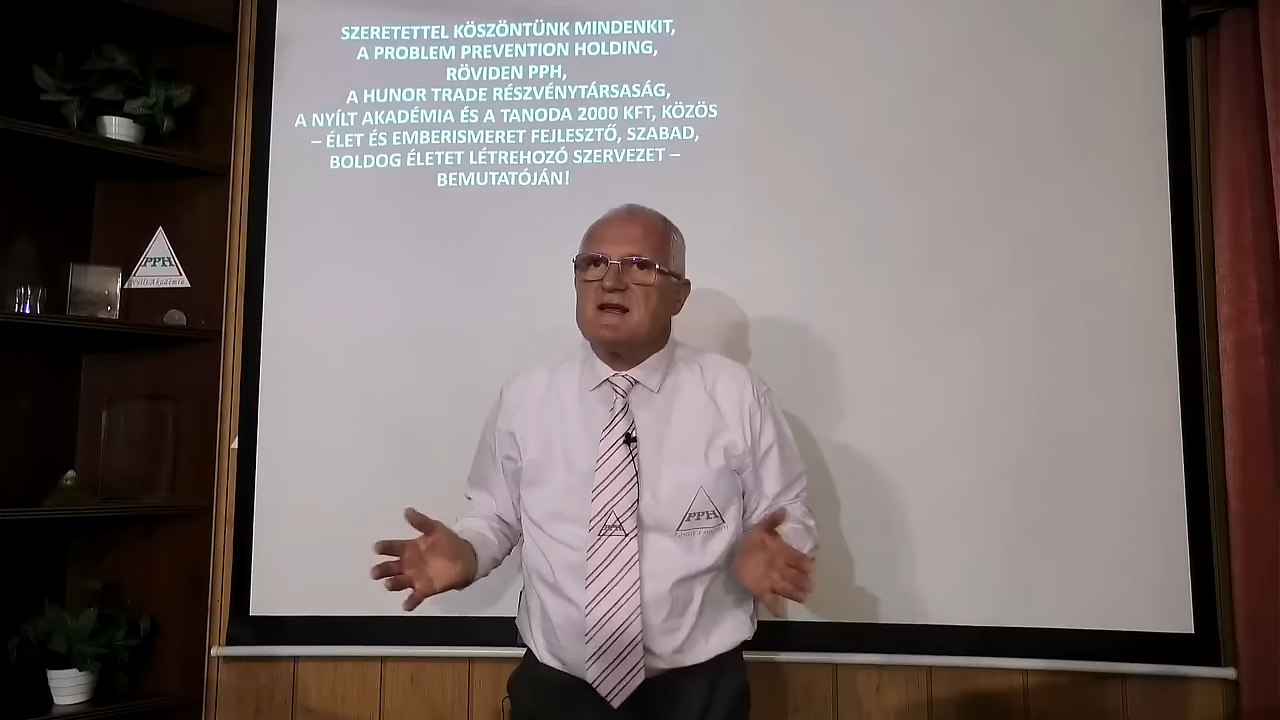 SZERETETTEL KÖSZÖNTÜNK MINDENKIT,
A PROBLEM PREVENTION HOLDING,
RÖVIDEN PPH,
A HUNOR TRADE RÉSZVÉNYTÁRSASÁG,
A NYÍLT AKADÉMIA ÉS A TANODA 2000 KFT, KÖZÖS
– ÉLET ÉS EMBERISMERET FEJLESZTŐ, SZABAD,
BOLDOG ÉLETET LÉTREHOZÓ SZERVEZET –
BEMUTATÓJÁN!
PPH
Nyílt Akadémia
PPH
PPH